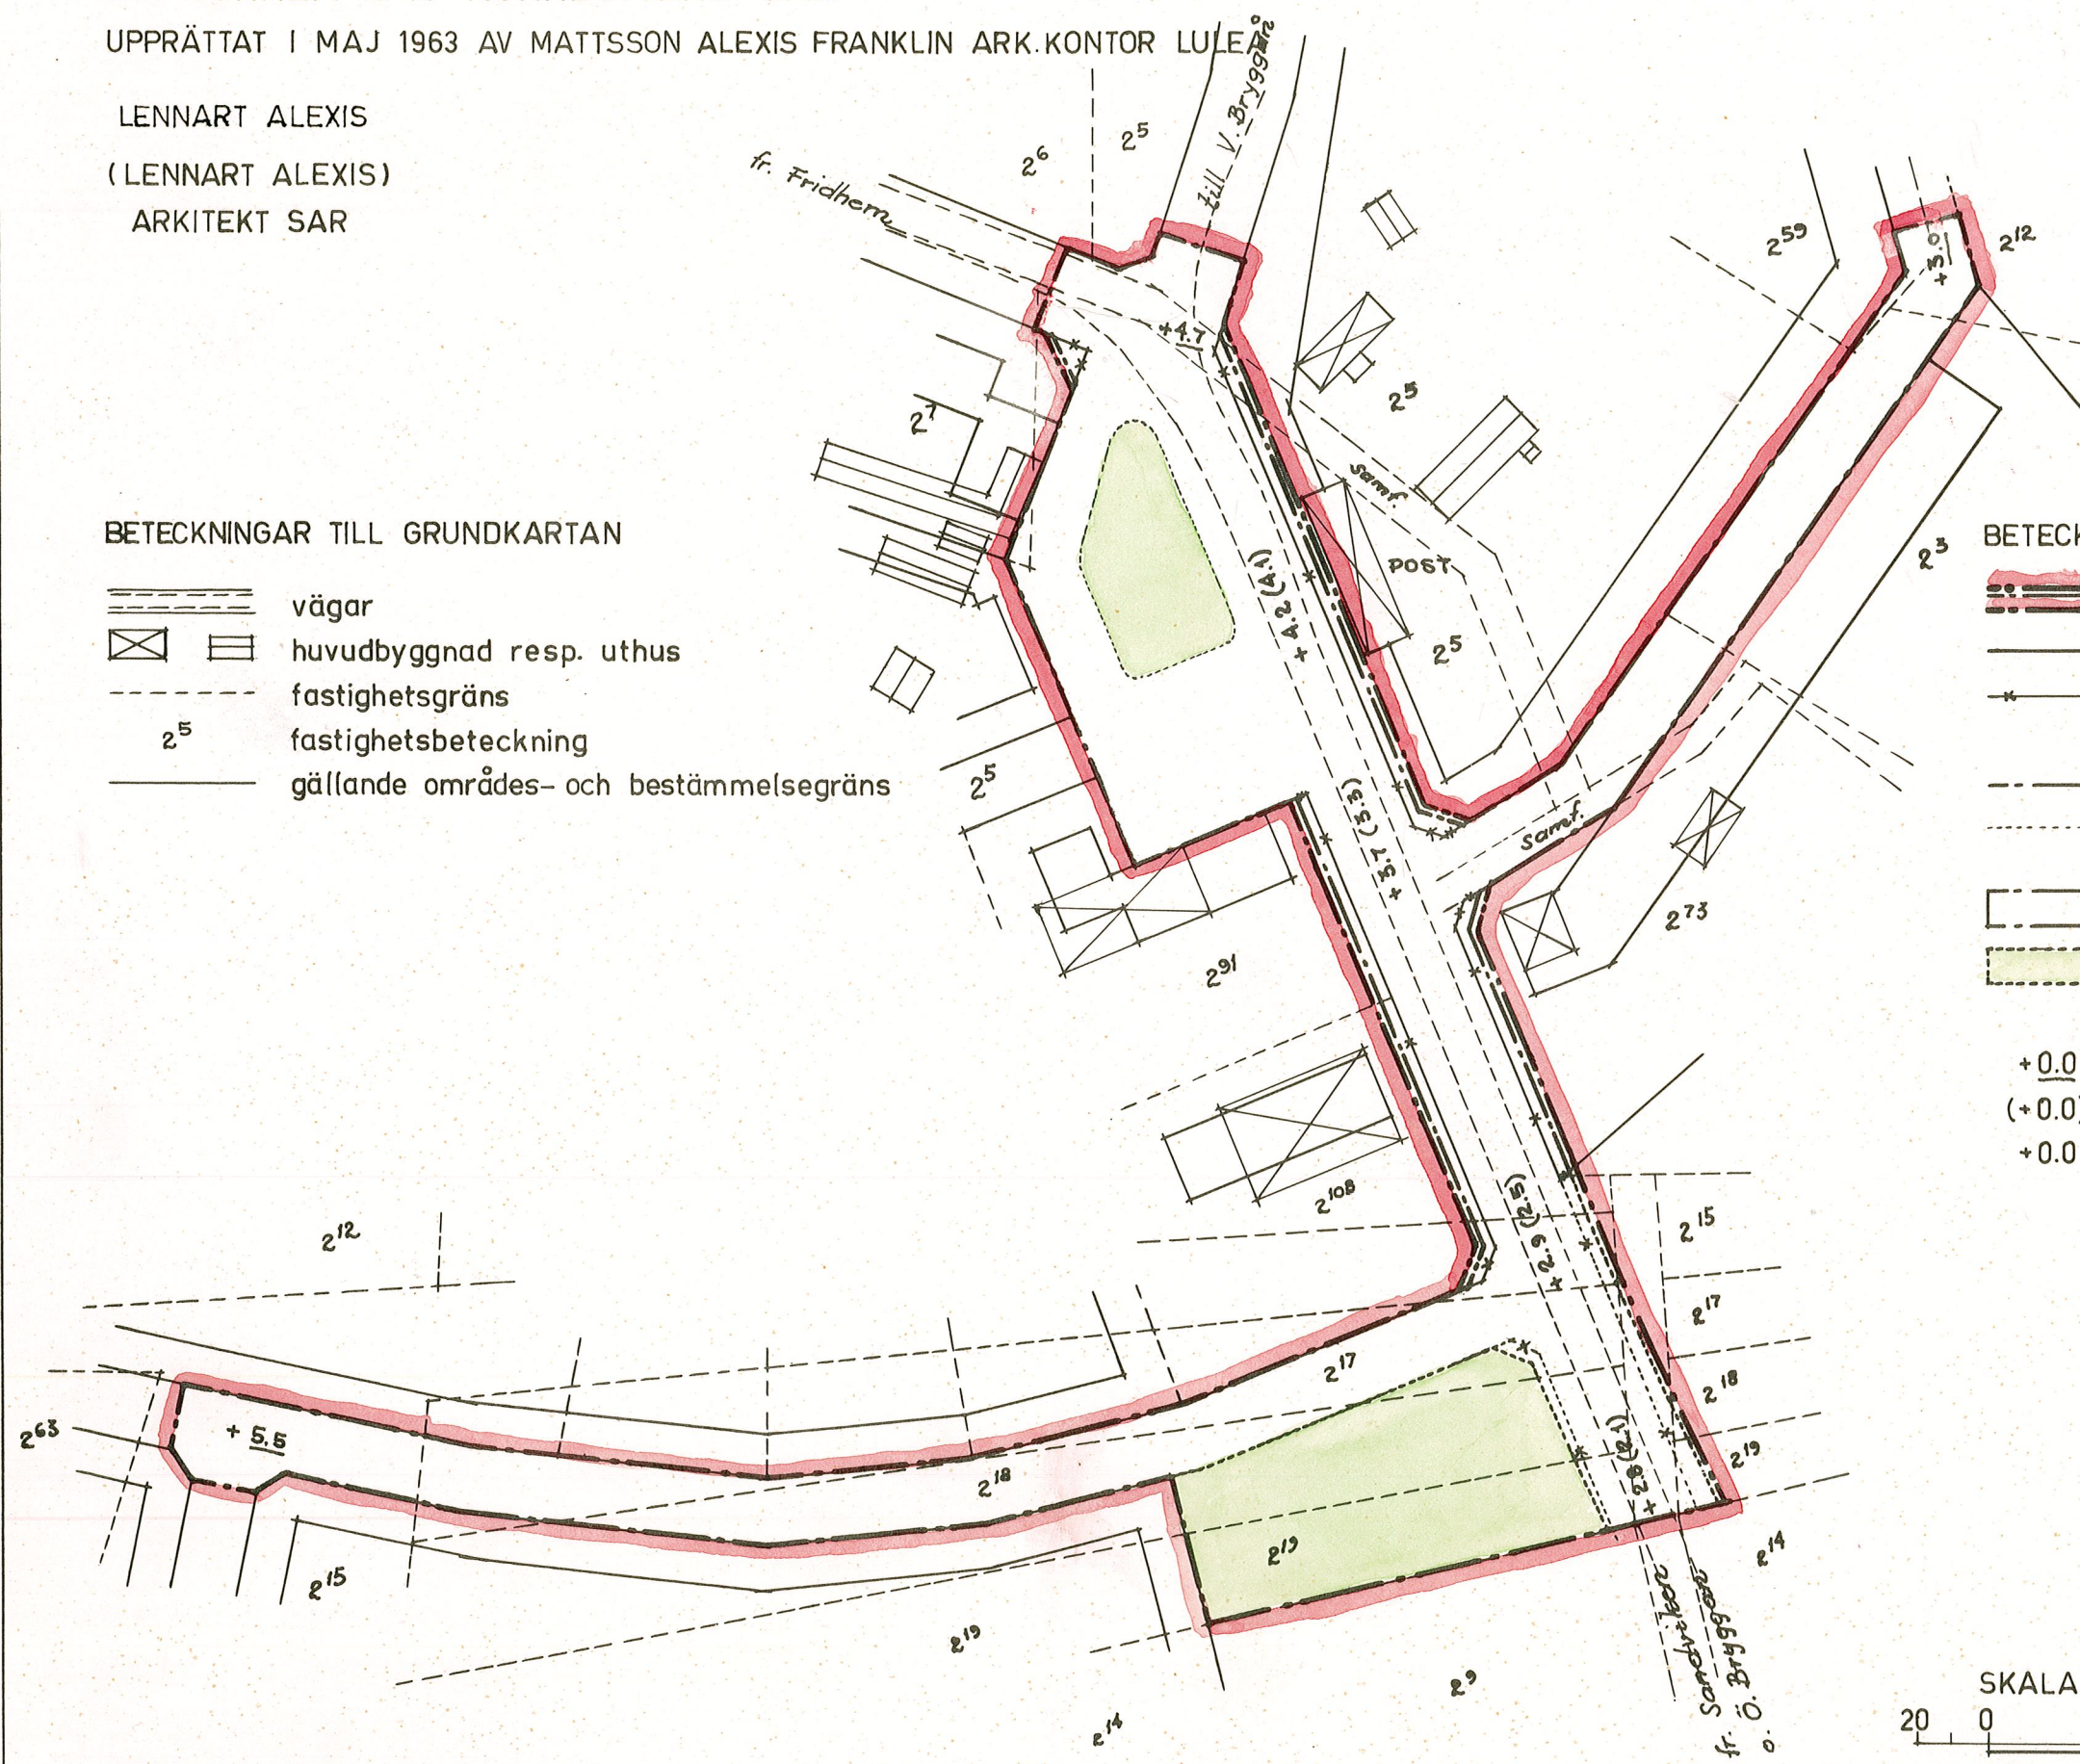 UPPRÄTTAT I MAJ 1963 AV MATTSSON ALEXIS FRANKLIN ARK.KONTOR LULEÅ
LENNART ALEXIS
(LENNART ALEXIS)
ARKITEKT SAR
fr. Fridhem
2⁶
2⁵
till V. Bryggan
+4.7
2⁵⁹
+3.0
2¹²
2⁷
2⁵
samf.
POST
2⁵
+4.2 (4.1)
2³
BETECKNINGAR TILL GRUNDKARTAN
vägar
huvudbyggnad resp. uthus
fastighetsgräns
2⁵ fastighetsbeteckning
gällande områdes- och bestämmelsegräns
BETECK
+0.0
(+0.0)
+0.0
2⁵
+3.7 (3.3)
samf.
2⁷³
2⁹¹
2¹⁰⁸
+2.9 (2.5)
2¹⁵
2¹⁷
2¹⁸
2¹⁹
2¹²
2⁶³
+5.5
2¹⁷
2¹⁸
2¹⁹
+2.8 (2.1)
2¹⁴
2¹⁵
2¹⁹
2⁹
2¹⁴
fr. Sandviken
o. Ö. Bryggan
SKALA
20 0